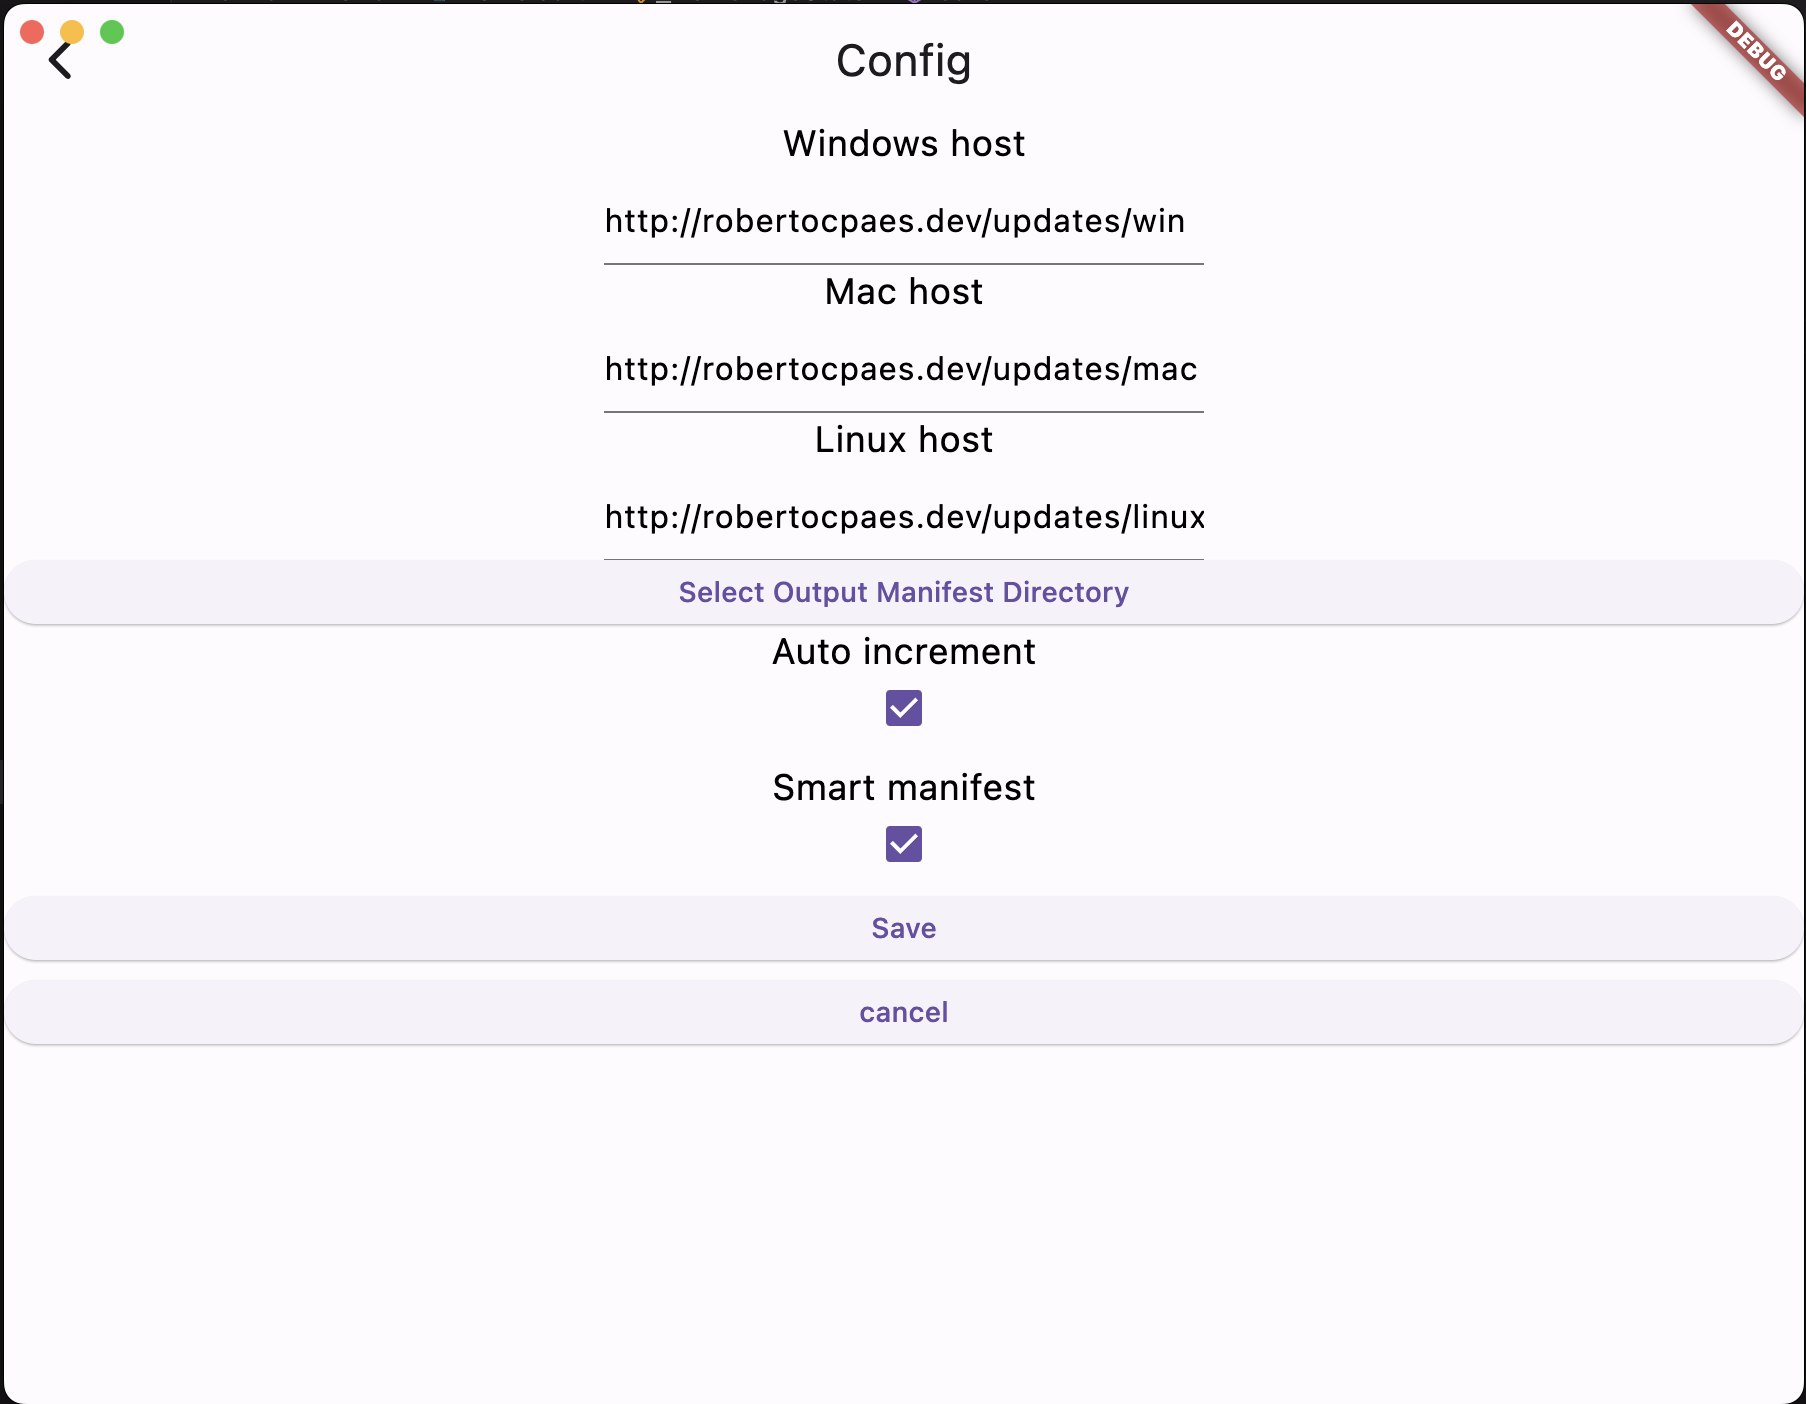 DEBUG
Config
Windows host
http://robertocpaes.dev/updates/win
Mac host
http://robertocpaes.dev/updates/mac
Linux host
http://robertocpaes.dev/updates/linux
Select Output Manifest Directory
Auto increment
Smart manifest
Save
cancel